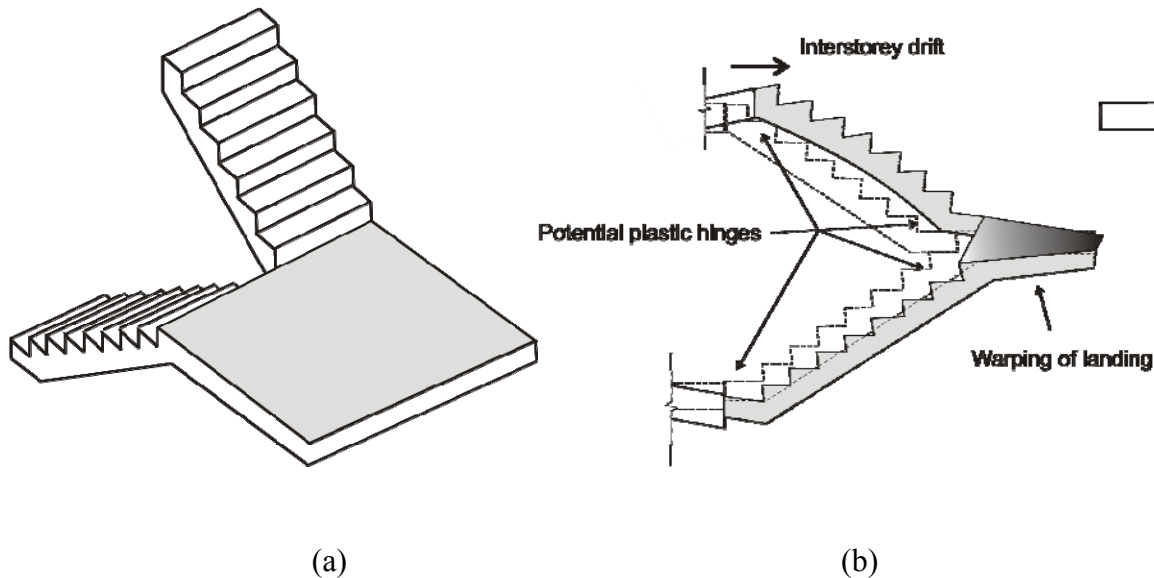 Interstorey drift
Potential plastic hinges
Warping of landing
(a)
(b)